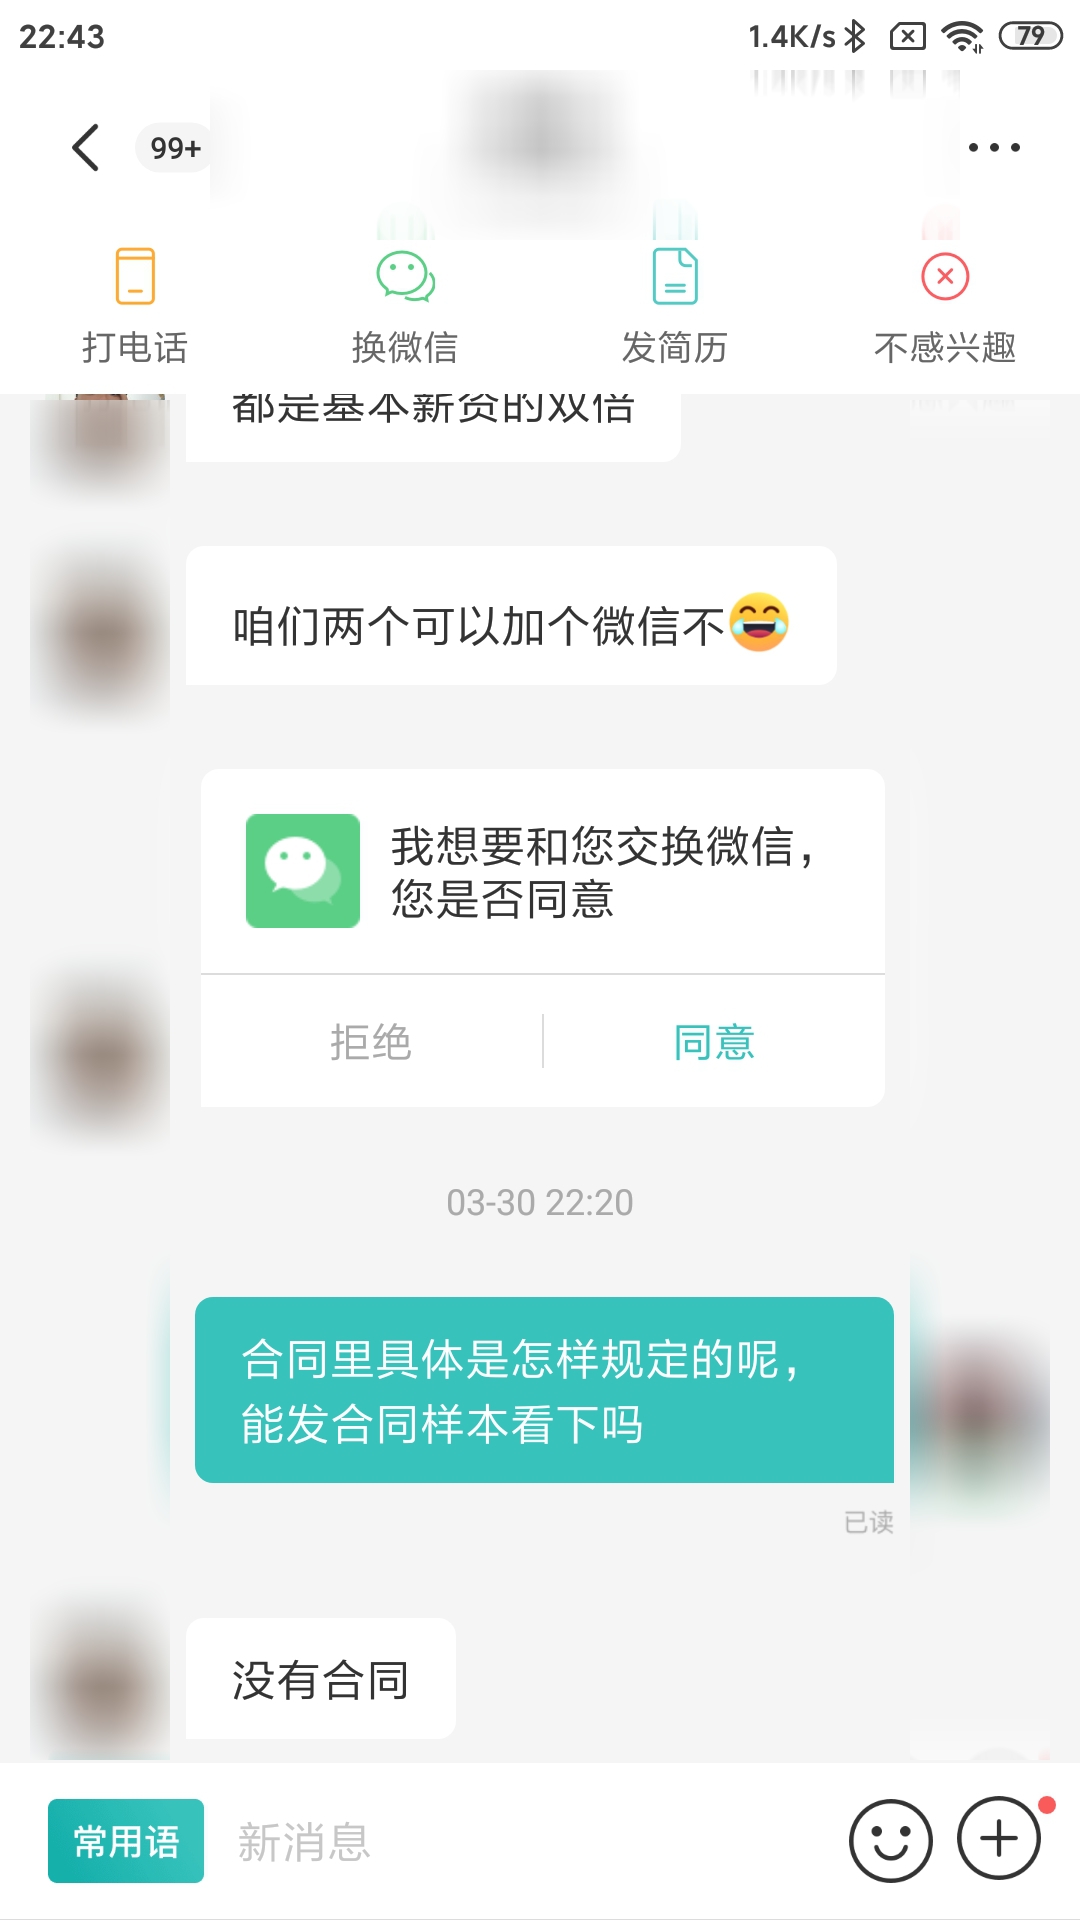 22:43
1.4K/s
79
99+
打电话
换微信
发简历
不感兴趣
都是基本薪资的双倍
咱们两个可以加个微信不😂
我想要和您交换微信，
您是否同意
拒绝
同意
03-30 22:20
合同里具体是怎样规定的呢，
能发合同样本看下吗
已读
没有合同
常用语
新消息